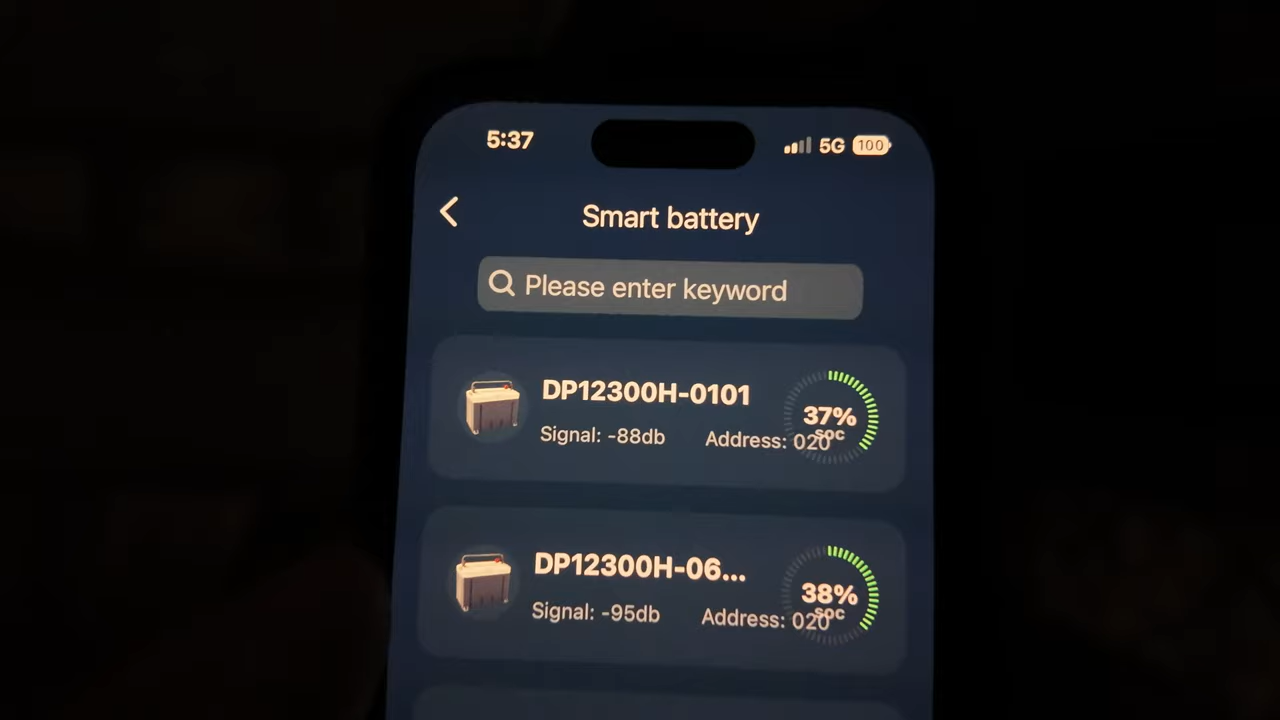 5:37 5G 100
Smart battery
Please enter keyword
DP12300H-0101
37%
SOC
Signal: -88db Address: 020
DP12300H-06...
38%
SOC
Signal: -95db Address: 020